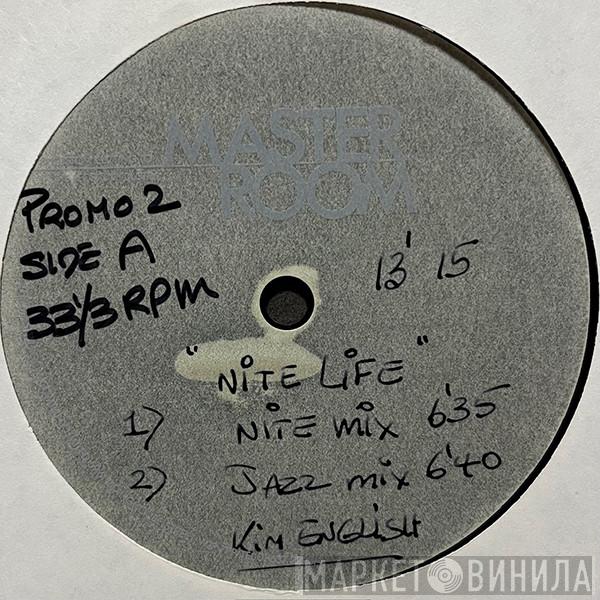 MASTER
ROOM
PROMO 2
SIDE A
33⅓ RPM
13' 15
"NITE LIFE"
1) NITE MIX 6'35
2) JAZZ MIX 6'40
KIM ENGLISH
МАРКЕТ ВИНИЛА